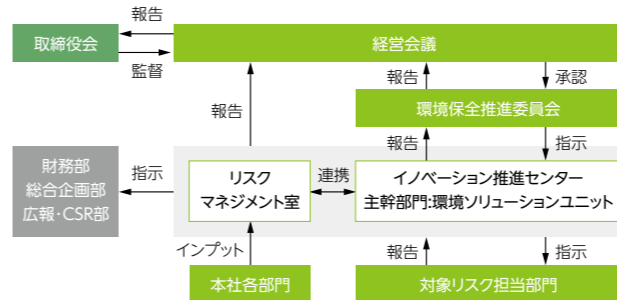 報告
取締役会
経営会議
監督
報告
報告
承認
環境保全推進委員会
報告
指示
財務部
総合企画部
広報・CSR部
指示
リスク
マネジメント室
連携
イノベーション推進センター
主幹部門:環境ソリューションユニット
インプット
報告
指示
本社各部門
対象リスク担当部門